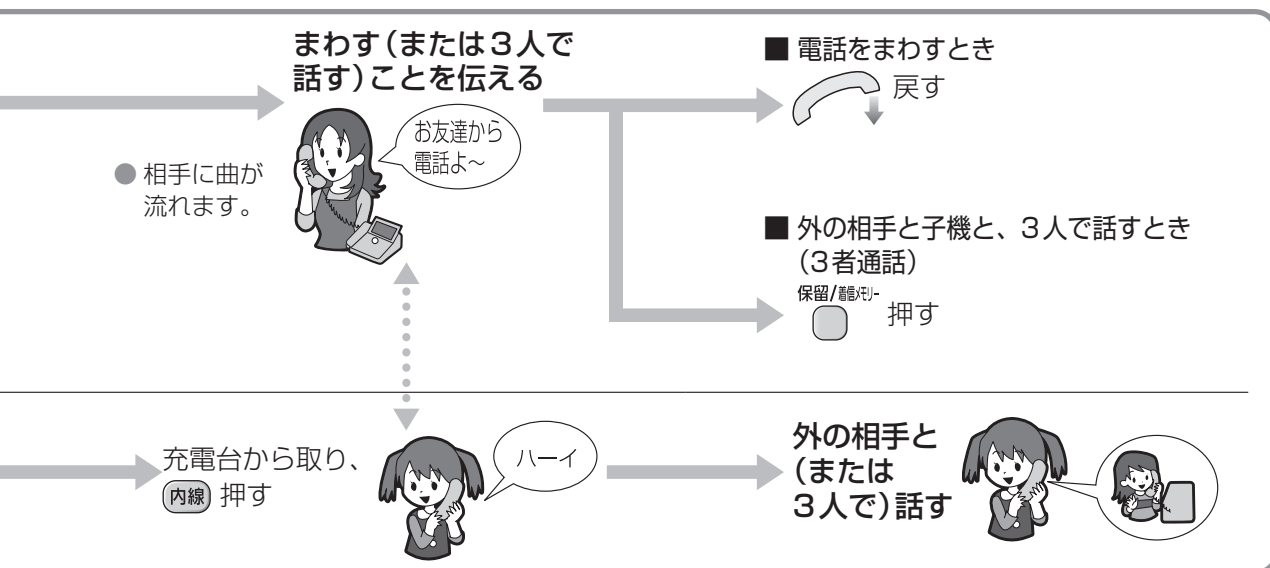 まわす(または3人で
話す)ことを伝える
お友達から
電話よ～
● 相手に曲が
流れます。
■ 電話をまわすとき
戻す
■ 外の相手と子機と、3人で話すとき
(3者通話)
保留/着信メモリー
押す
充電台から取り、
内線 押す
ハーイ
外の相手と
(または
3人で)話す